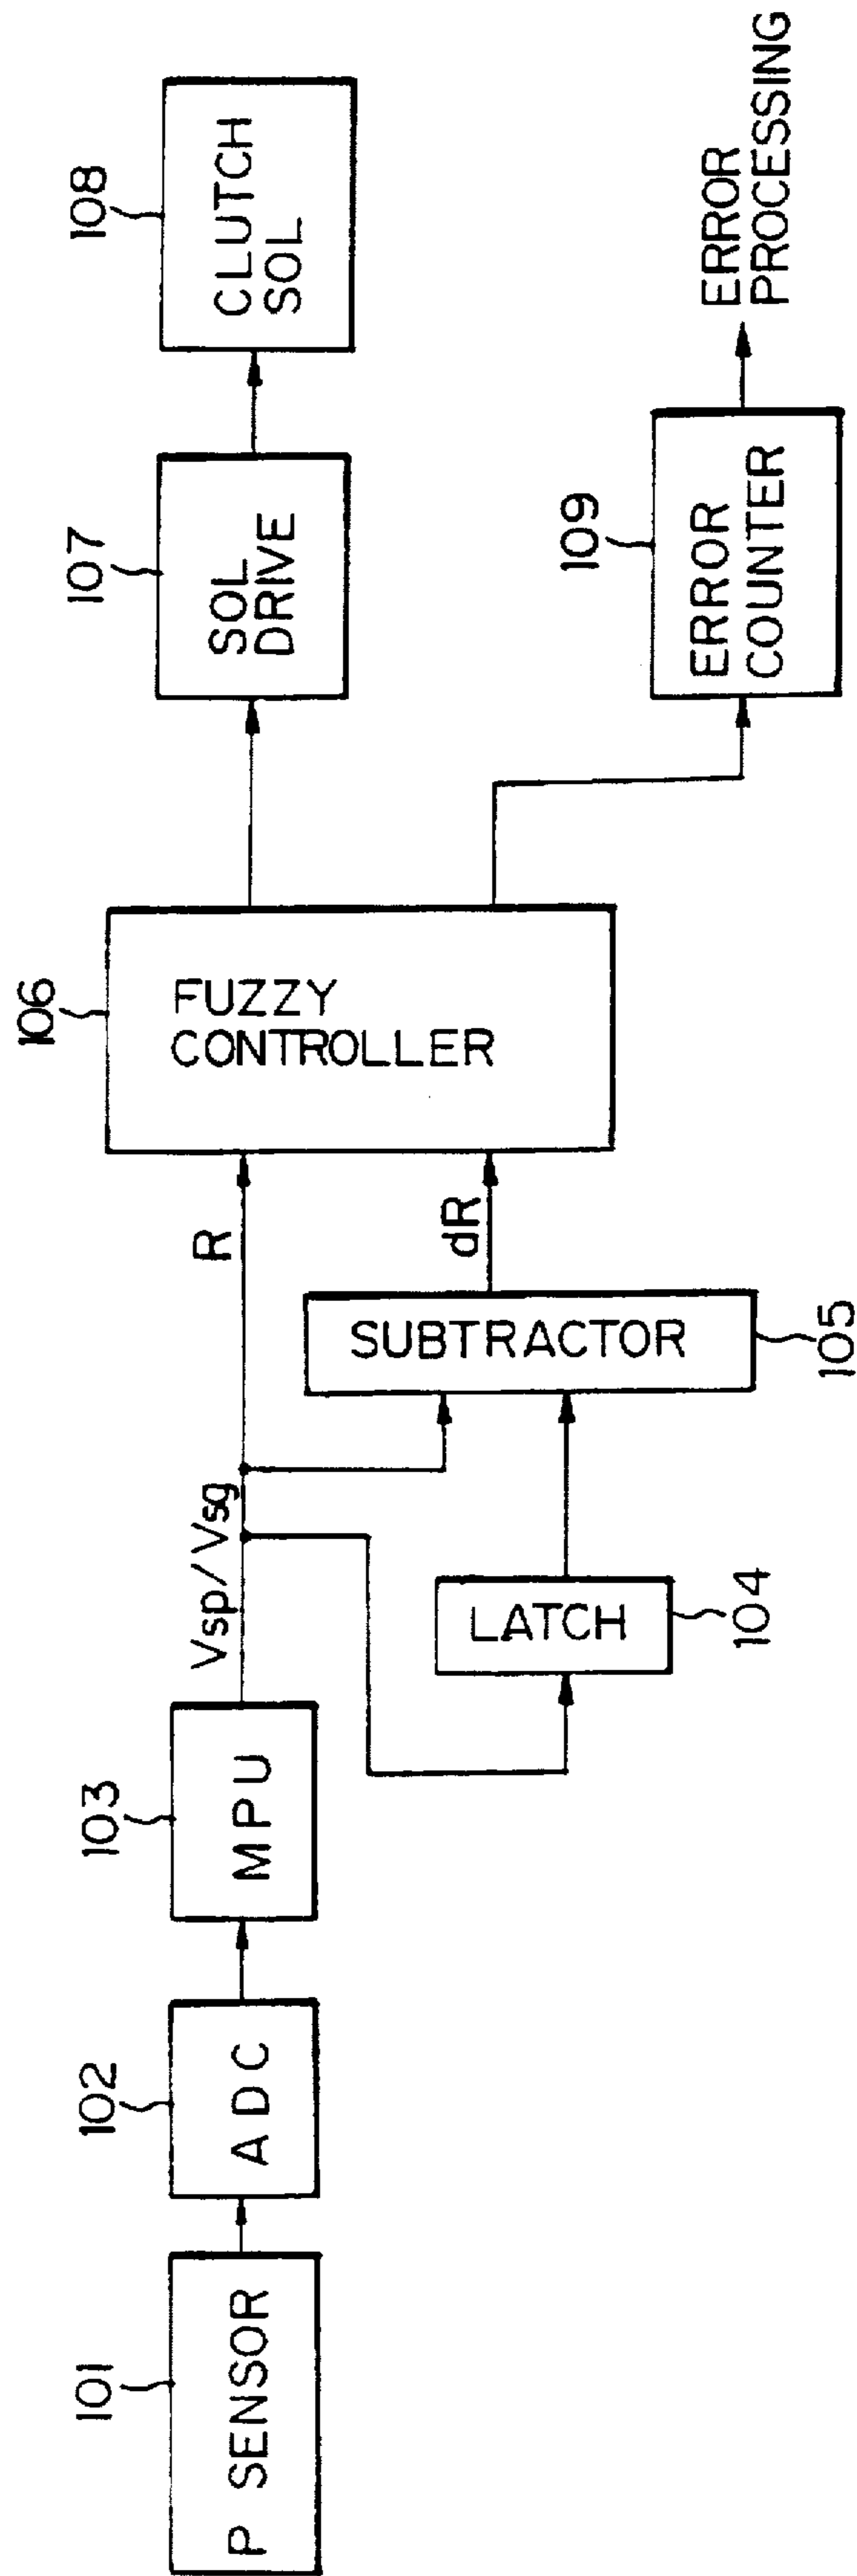 101
P SENSOR
102
ADC
103
MPU
Vsp/Vsg
R
LATCH
104
SUBTRACTOR
105
dR
106
FUZZY
CONTROLLER
107
SOL
DRIVE
108
CLUTCH
SOL
109
ERROR
COUNTER
ERROR
PROCESSING